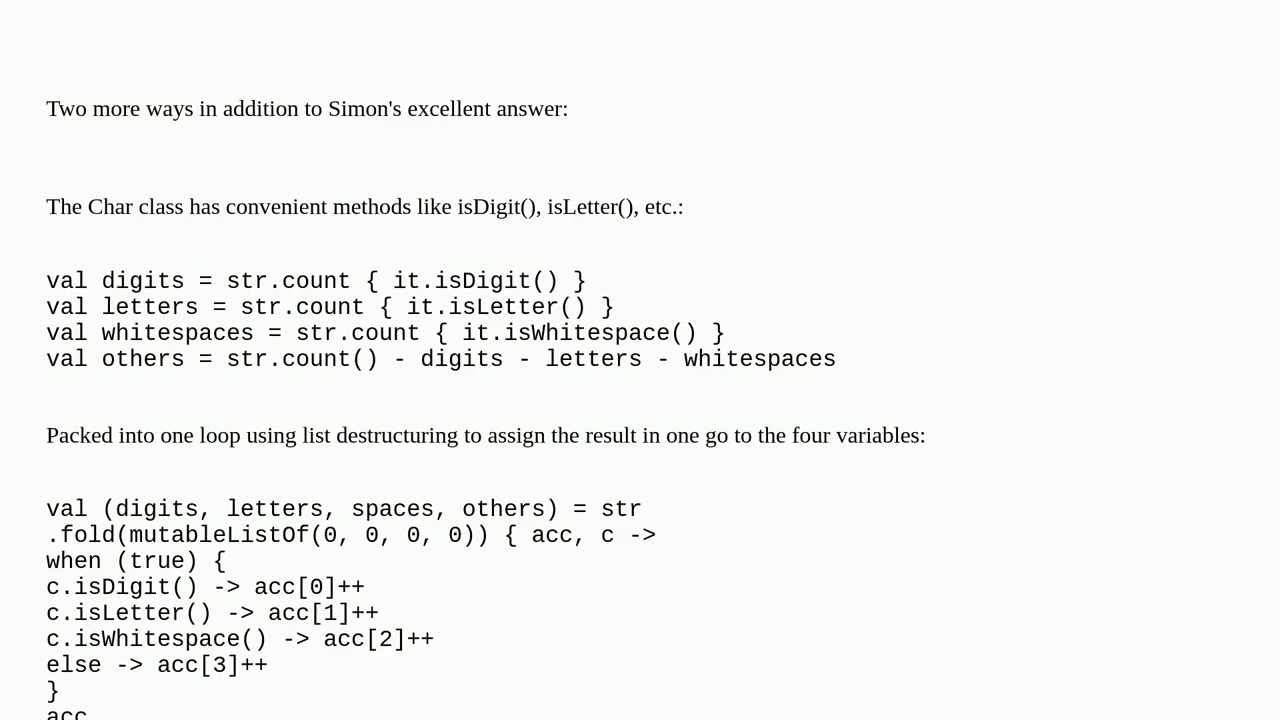 Two more ways in addition to Simon's excellent answer:
The Char class has convenient methods like isDigit(), isLetter(), etc.:
val digits = str.count { it.isDigit() }
val letters = str.count { it.isLetter() }
val whitespaces = str.count { it.isWhitespace() }
val others = str.count() - digits - letters - whitespaces
Packed into one loop using list destructuring to assign the result in one go to the four variables:
val (digits, letters, spaces, others) = str
.fold(mutableListOf(0, 0, 0, 0)) { acc, c ->
when (true) {
c.isDigit() -> acc[0]++
c.isLetter() -> acc[1]++
c.isWhitespace() -> acc[2]++
else -> acc[3]++
}
acc